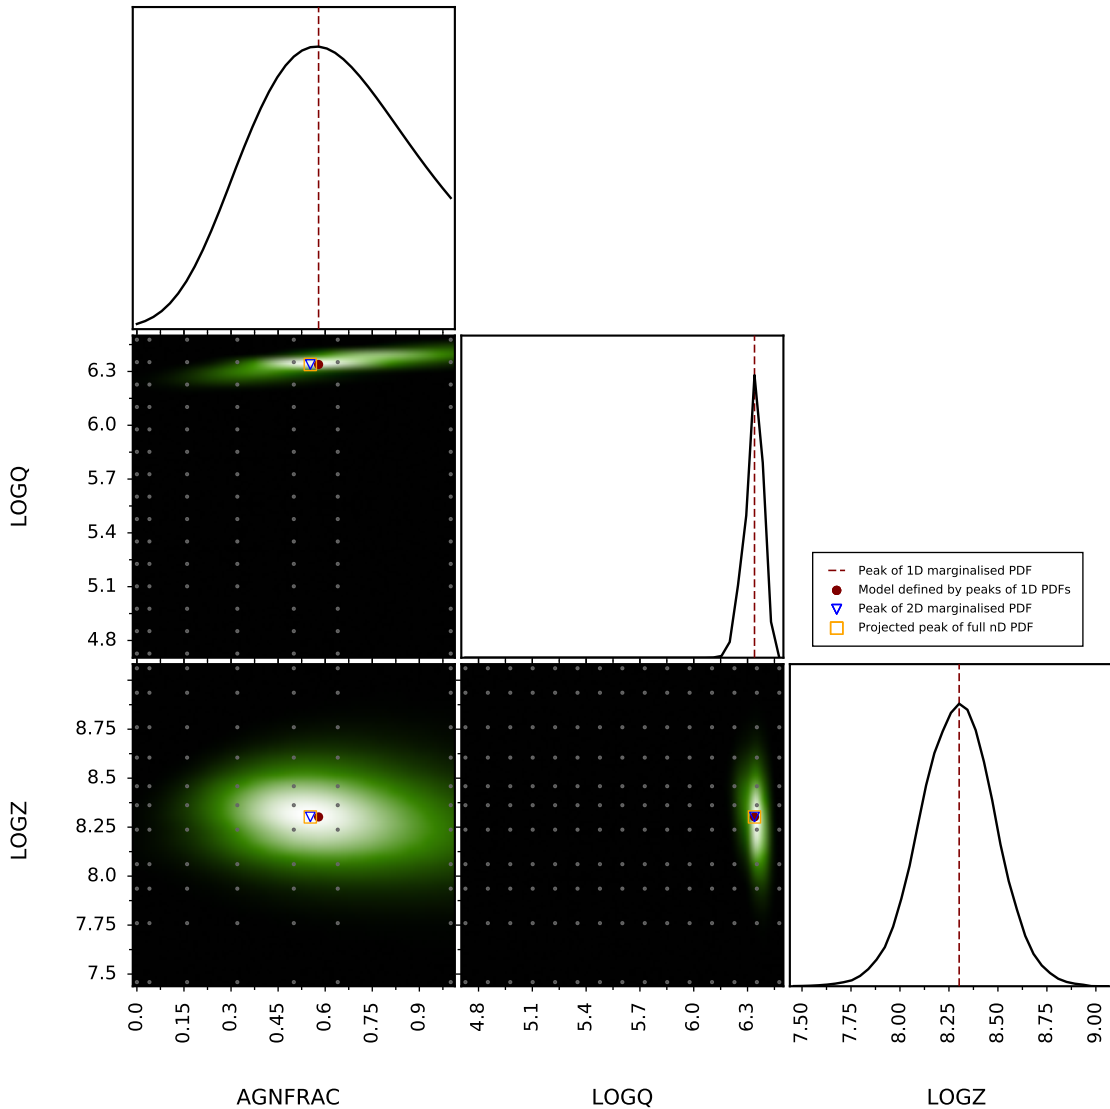 LOGQ
6.3
6.0
5.7
5.4
5.1
4.8
Peak of 1D marginalised PDF
Model defined by peaks of 1D PDFs
Peak of 2D marginalised PDF
Projected peak of full nD PDF
LOGZ
8.75
8.5
8.25
8.0
7.75
7.5
0.0 0.15 0.3 0.45 0.6 0.75 0.9 4.8 5.1 5.4 5.7 6.0 6.3 7.50 7.75 8.00 8.25 8.50 8.75 9.00
AGNFRAC LOGQ LOGZ